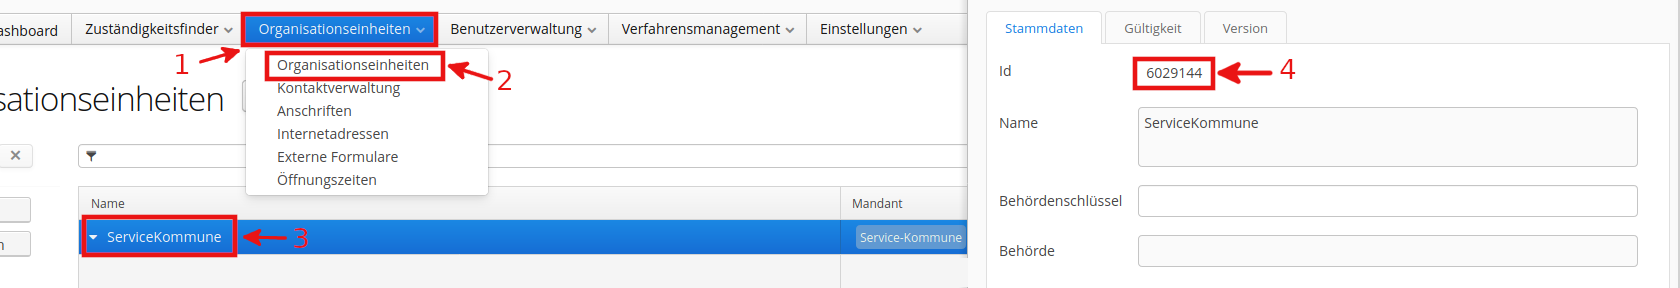 ashboard Zuständigkeitsfinder Organisationseinheiten Benutzerverwaltung Verfahrensmanagement Einstellungen
1
Organisationseinheiten
2
Kontaktverwaltung
Anschriften
Internetadressen
Externe Formulare
Öffnungszeiten
sationseinheiten
Name Mandant
ServiceKommune 3 Service-Kommune
n
Stammdaten Gültigkeit Version
Id 6029144 4
Name ServiceKommune
Behördenschlüssel
Behörde